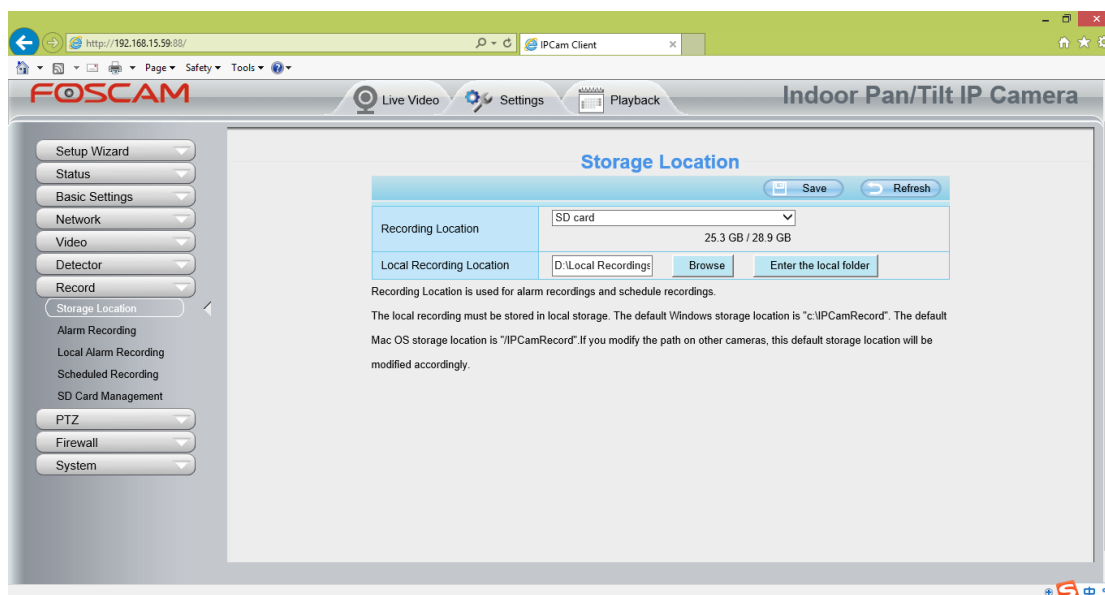 http://192.168.15.59:88/
IPCam Client
Page Safety Tools
FOSCAM
Live Video Settings Playback
Indoor Pan/Tilt IP Camera
Setup Wizard
Status
Basic Settings
Network
Video
Detector
Record
Storage Location
Alarm Recording
Local Alarm Recording
Scheduled Recording
SD Card Management
PTZ
Firewall
System
Storage Location
Save Refresh
Recording Location SD card
25.3 GB / 28.9 GB
Local Recording Location D:\Local Recordings Browse Enter the local folder
Recording Location is used for alarm recordings and schedule recordings.
The local recording must be stored in local storage. The default Windows storage location is "c:\IPCamRecord". The default
Mac OS storage location is "/IPCamRecord".If you modify the path on other cameras, this default storage location will be
modified accordingly.
中